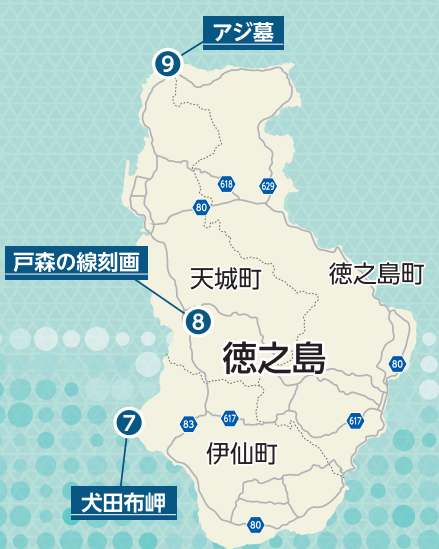 アジ墓
9
618
629
80
戸森の線刻画
天城町
徳之島町
8
徳之島
80
7
83
617
617
伊仙町
犬田布岬
80